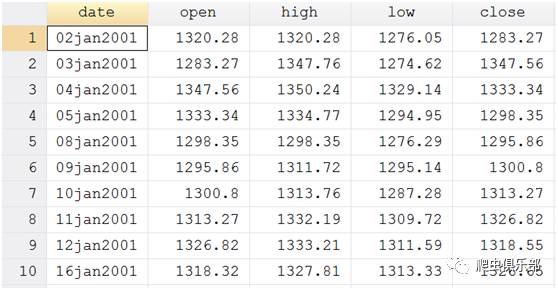 date open high low close
1 02jan2001 1320.28 1320.28 1276.05 1283.27
2 03jan2001 1283.27 1347.76 1274.62 1347.56
3 04jan2001 1347.56 1350.24 1329.14 1333.34
4 05jan2001 1333.34 1334.77 1294.95 1298.35
5 08jan2001 1298.35 1298.35 1276.29 1295.86
6 09jan2001 1295.86 1311.72 1295.14 1300.8
7 10jan2001 1300.8 1313.76 1287.28 1313.27
8 11jan2001 1313.27 1332.19 1309.72 1326.82
9 12jan2001 1326.82 1333.21 1311.59 1318.55
10 16jan2001 1318.32 1327.81 1313.33 1326.65
爬虫俱乐部